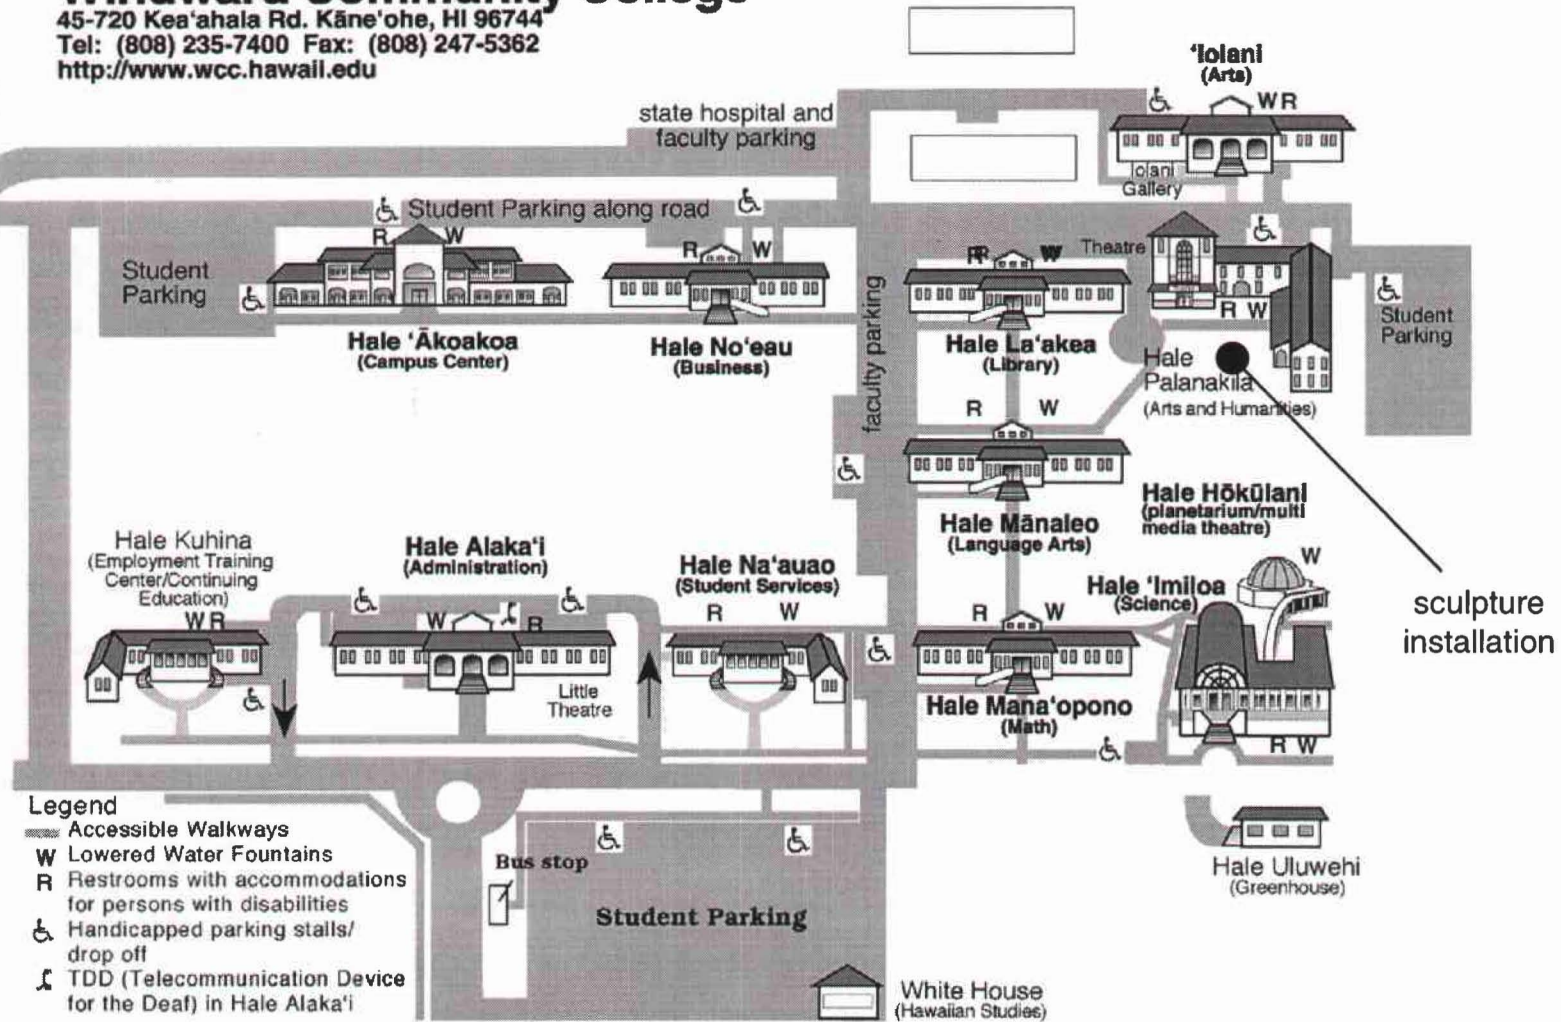 Windward Community College
45-720 Kea'ahala Rd. Kāne'ohe, HI 96744
Tel: (808) 235-7400 Fax: (808) 247-5362
http://www.wcc.hawaii.edu
'Iolani
(Arts)
W R
state hospital and
faculty parking
Iolani
Gallery
Student Parking along road
R W
R W
RR W
Theatre
Student
Parking
R W
Student
Parking
faculty parking
Hale 'Ākoakoa
(Campus Center)
Hale No'eau
(Business)
Hale La'akea
(Library)
Hale
Palanakila
(Arts and Humanities)
R W
Hale Hōkūlani
(planetarium/multi
media theatre)
Hale Mānaleo
(Language Arts)
Hale Kuhina
(Employment Training
Center/Continuing
Education)
W R
Hale Alaka'i
(Administration)
W R
Hale Na'auao
(Student Services)
R W
Hale 'Imiloa
(Science)
W
R W
sculpture
installation
Little
Theatre
Hale Mana'opono
(Math)
R W
Legend
Accessible Walkways
W Lowered Water Fountains
R Restrooms with accommodations
for persons with disabilities
Handicapped parking stalls/
drop off
TDD (Telecommunication Device
for the Deaf) in Hale Alaka'i
Bus stop
Student Parking
Hale Uluwehi
(Greenhouse)
White House
(Hawaiian Studies)